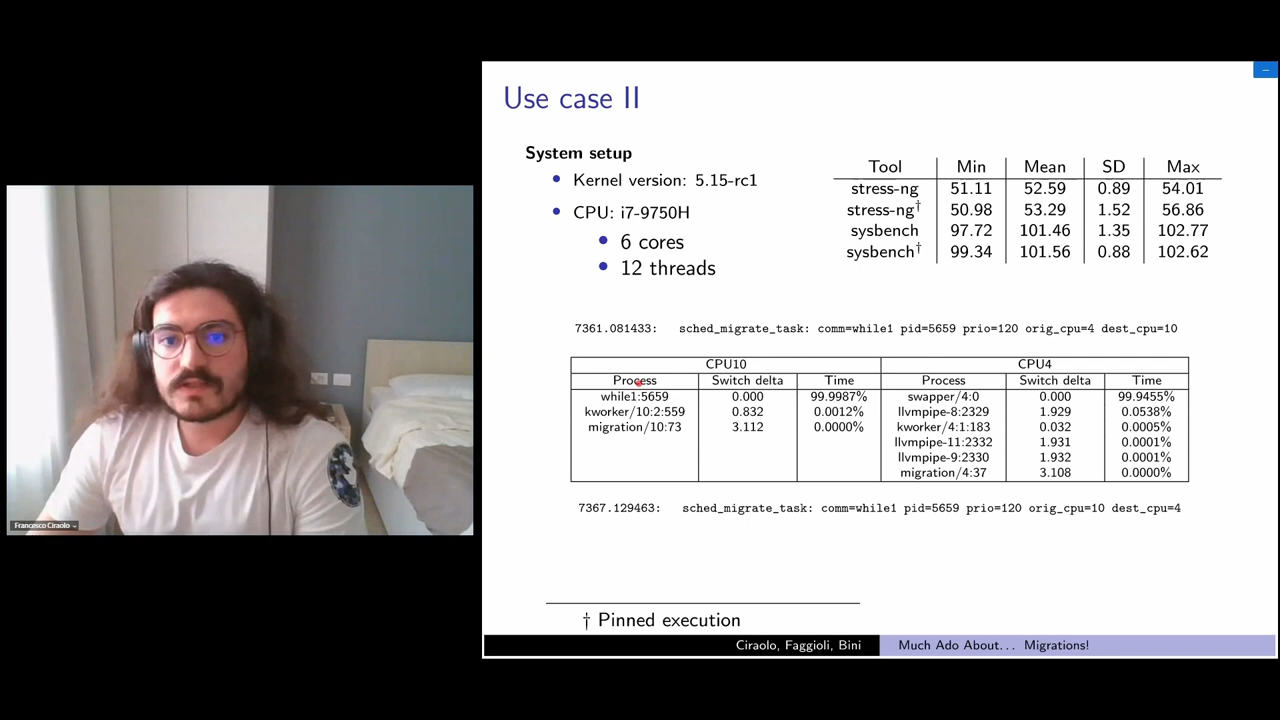 Use case II
System setup
• Kernel version: 5.15-rc1
• CPU: i7-9750H
• 6 cores
• 12 threads
Tool Min Mean SD Max
stress-ng 51.11 52.59 0.89 54.01
stress-ng† 50.98 53.29 1.52 56.86
sysbench 97.72 101.46 1.35 102.77
sysbench† 99.34 101.56 0.88 102.62
7361.081433: sched_migrate_task: comm=while1 pid=5659 prio=120 orig_cpu=4 dest_cpu=10
CPU10 CPU4
Process Switch delta Time Process Switch delta Time
while1:5659 0.000 99.9987% swapper/4:0 0.000 99.9455%
kworker/10:2:559 0.832 0.0012% llvmpipe-8:2329 1.929 0.0538%
migration/10:73 3.112 0.0000% kworker/4:1:183 0.032 0.0005%
llvmpipe-11:2332 1.931 0.0001%
llvmpipe-9:2330 1.932 0.0001%
migration/4:37 3.108 0.0000%
7367.129463: sched_migrate_task: comm=while1 pid=5659 prio=120 orig_cpu=10 dest_cpu=4
† Pinned execution
Ciraolo, Faggioli, Bini Much Ado About... Migrations!
Francesco Ciraolo